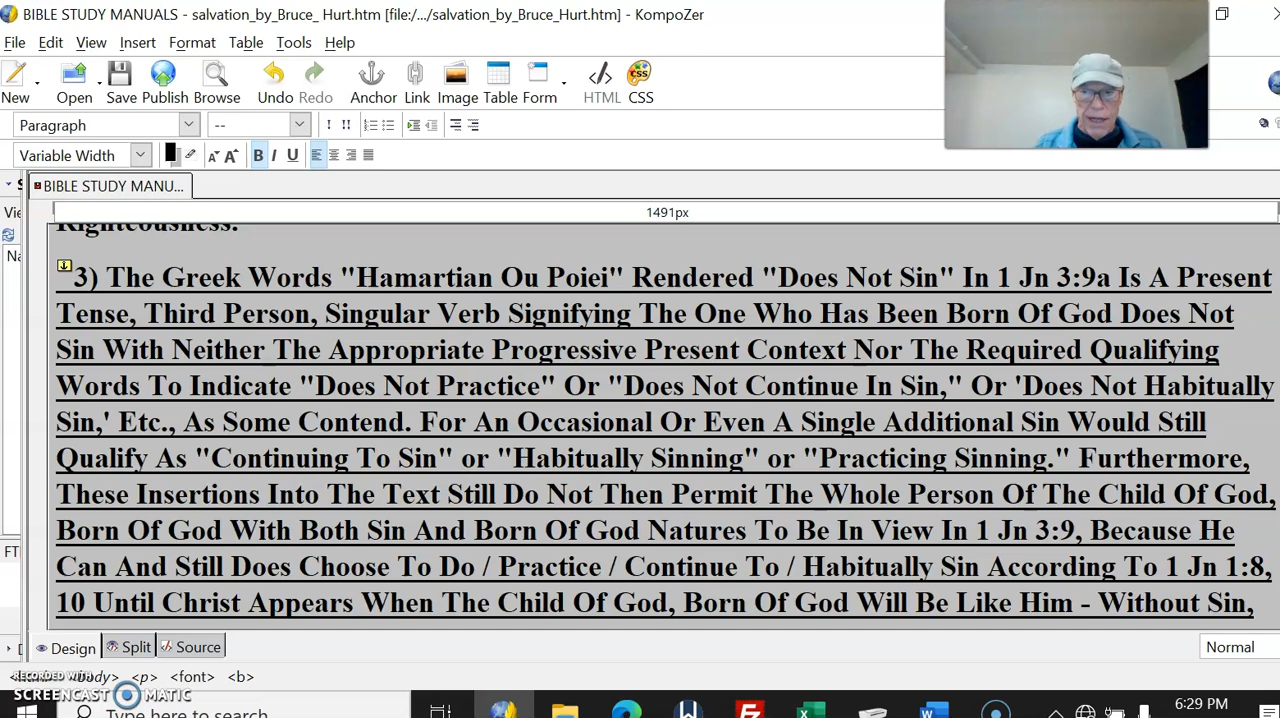 BIBLE STUDY MANUALS - salvation_by_Bruce_ Hurt.htm [file:/.../salvation_by_Bruce_Hurt.htm] - KompoZer
File Edit View Insert Format Table Tools Help
New Open Save Publish Browse Undo Redo Anchor Link Image Table Form HTML CSS
Paragraph --
Variable Width B I U
BIBLE STUDY MANU...
1491px
Righteousness.
3) The Greek Words "Hamartian Ou Poiei" Rendered "Does Not Sin" In 1 Jn 3:9a Is A Present
Tense, Third Person, Singular Verb Signifying The One Who Has Been Born Of God Does Not
Sin With Neither The Appropriate Progressive Present Context Nor The Required Qualifying
Words To Indicate "Does Not Practice" Or "Does Not Continue In Sin," Or 'Does Not Habitually
Sin,' Etc., As Some Contend. For An Occasional Or Even A Single Additional Sin Would Still
Qualify As "Continuing To Sin" or "Habitually Sinning" or "Practicing Sinning." Furthermore,
These Insertions Into The Text Still Do Not Then Permit The Whole Person Of The Child Of God,
Born Of God With Both Sin And Born Of God Natures To Be In View In 1 Jn 3:9, Because He
Can And Still Does Choose To Do / Practice / Continue To / Habitually Sin According To 1 Jn 1:8,
10 Until Christ Appears When The Child Of God, Born Of God Will Be Like Him - Without Sin,
Design Split Source Normal
<body> <p> <font> <b>
RECORDED WITH
SCREENCAST MATIC
Type here to search 6:29 PM